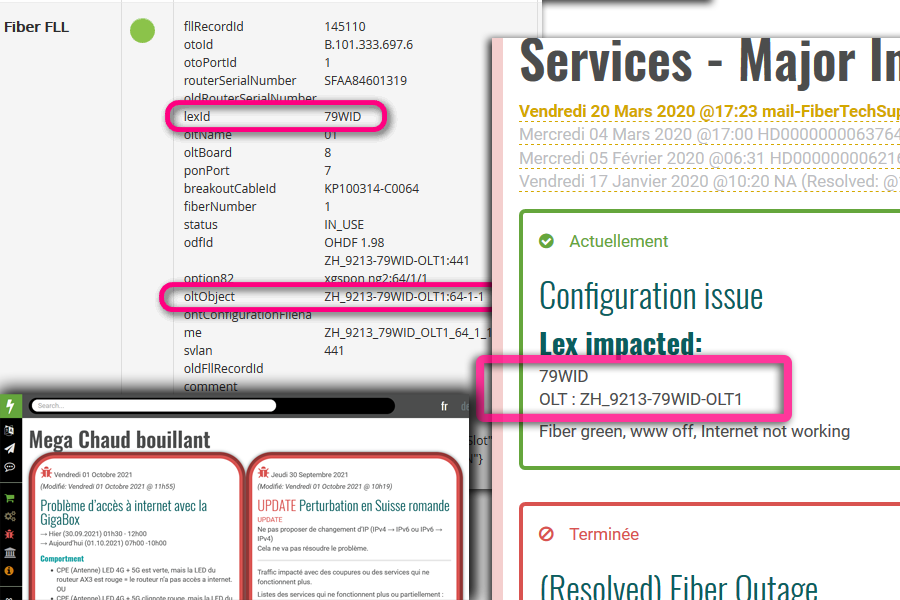 Fiber FLL
fllRecordId 145110
otoId B.101.333.697.6
otoPortId 1
routerSerialNumber SFAA84601319
oldRouterSerialNumber
lexId 79WID
oltName 01
oltBoard 8
ponPort 7
breakoutCableId KP100314-C0064
fiberNumber 1
status IN_USE
odfId OHDF 1.98
ZH_9213-79WID-OLT1:441
option82 xgspon ng2:64/1/1
oltObject ZH_9213-79WID-OLT1:64-1-1
ontConfigurationFilena
me ZH_9213_79WID_OLT1_64_1_1
svlan 441
oldFllRecordId
comment
Slot"
N"}
Services - Major In
Vendredi 20 Mars 2020 @17:23 mail-FiberTechSup
Mercredi 04 Mars 2020 @17:00 HD0000000063764
Mercredi 05 Février 2020 @06:31 HD000000006216
Vendredi 17 Janvier 2020 @10:20 NA (Resolved: @1
Actuellement
Configuration issue
Lex impacted:
79WID
OLT : ZH_9213-79WID-OLT1
Fiber green, www off, Internet not working
Terminée
(Resolved) Fiber Outage
Search...
fr de
Mega Chaud bouillant
Vendredi 01 Octobre 2021
(Modifié: Vendredi 01 Octobre 2021 @ 11h55)
Problème d'accès à internet avec la
GigaBox
→ Hier (30.09.2021) 01h30 - 12h00
→ Aujourd'hui (01.10.2021) 07h00 -10h00
Comportment
• CPE (Antenne) LED 4G + 5G est verte, mais la LED du
routeur AX3 est rouge = le routeur n'a pas accès a internet.
OU
• CPE (Antenne) LED 4G + 5G clignote rouge, mais la LED du
Jeudi 30 Septembre 2021
(Modifié: Vendredi 01 Octobre 2021 @ 10h19)
UPDATE Perturbation en Suisse romande
UPDATE
Ne pas proposer de changement d'IP (IPv4 → IPv6 ou IPv6 →
IPv4)
Cela ne va pas résoudre le problème.
Traffic impacté avec des coupures ou des services qui ne
fonctionnent plus.
Listes des services qui ne fonctionnent plus ou partiellement :